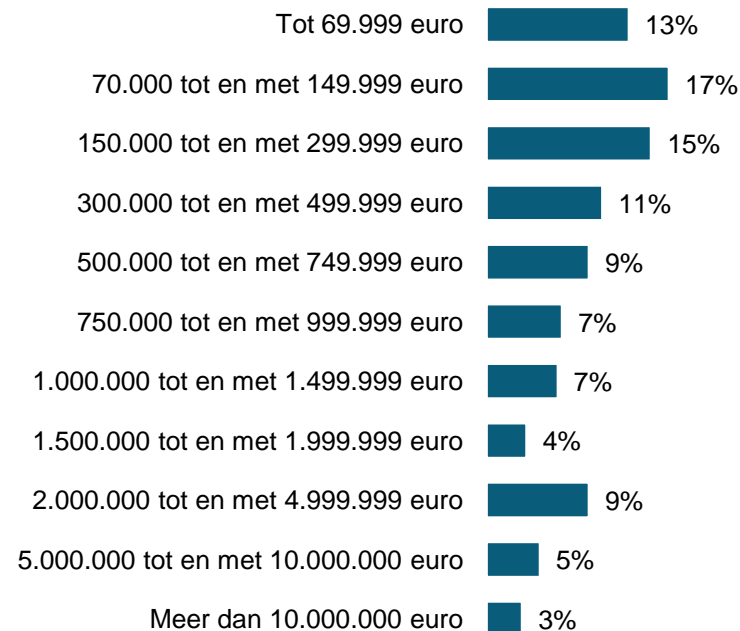 Tot 69.999 euro 13%
70.000 tot en met 149.999 euro 17%
150.000 tot en met 299.999 euro 15%
300.000 tot en met 499.999 euro 11%
500.000 tot en met 749.999 euro 9%
750.000 tot en met 999.999 euro 7%
1.000.000 tot en met 1.499.999 euro 7%
1.500.000 tot en met 1.999.999 euro 4%
2.000.000 tot en met 4.999.999 euro 9%
5.000.000 tot en met 10.000.000 euro 5%
Meer dan 10.000.000 euro 3%